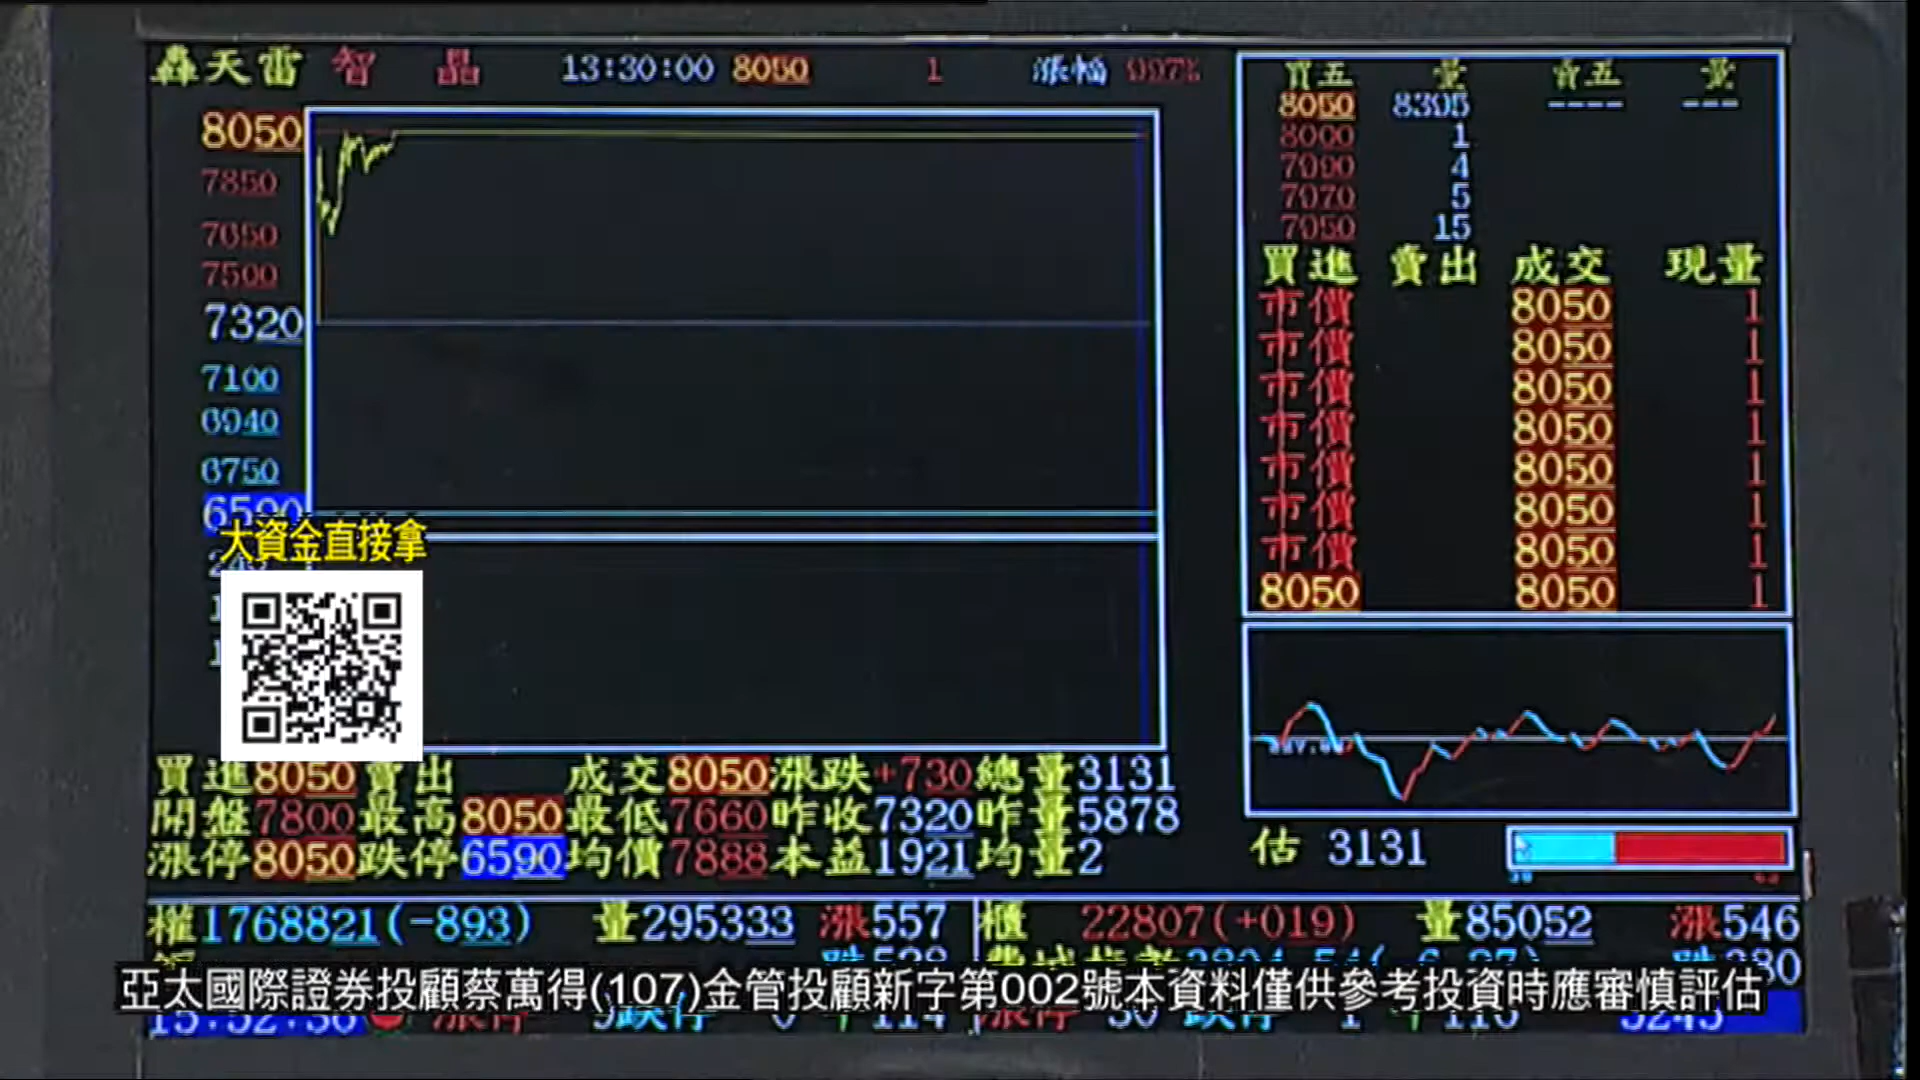 轟天雷 智 晶 13:30:00 8050 1 漲幅 997%
買五 量 賣五 量
8050 8395 ---- ---
8000 1
7990 4
7970 5
7950 15
8050
7850
7650
7500
7320
7100
6940
6750
6590
買進 賣出 成交 現量
市價 8050 1
市價 8050 1
市價 8050 1
市價 8050 1
市價 8050 1
市價 8050 1
市價 8050 1
8050 8050 1
大資金直接拿
買進8050賣出 成交8050漲跌+730總量3131
開盤7800最高8050最低7660昨收7320昨量5878
漲停8050跌停6590均價7888本益1921均量2
估 3131
權1768821(-893) 量295333 漲557
櫃 22807(+019) 量85052 漲546
亞太國際證券投顧蔡萬得(107)金管投顧新字第002號本資料僅供參考投資時應審慎評估